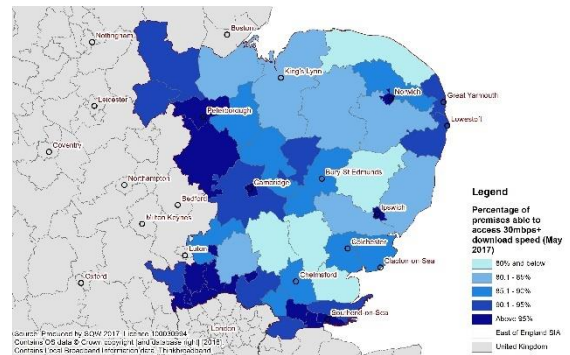 Boston
Nottingham
King's Lynn
Norwich
Great Yarmouth
Leicester
Peterborough
Lowestoft
Coventry
Northampton
Cambridge
Bury St Edmunds
Bedford
Ipswich
Milton Keynes
Luton
Colchester
Clacton on Sea
Oxford
Chelmsford
London
Southend-on-Sea
Legend
Percentage of
premises able to
access 30mbps+
download speed (May
2017)
80% and below
80.1 - 85%
85.1 - 90%
90.1 - 95%
Above 95%
East of England SIA
United Kingdom
Source: Produced by SQW 2017. Licence 100030994
Contains OS data © Crown copyright [and database right] [2016]
Contains Local Broadband Information data, Thinkbroadband